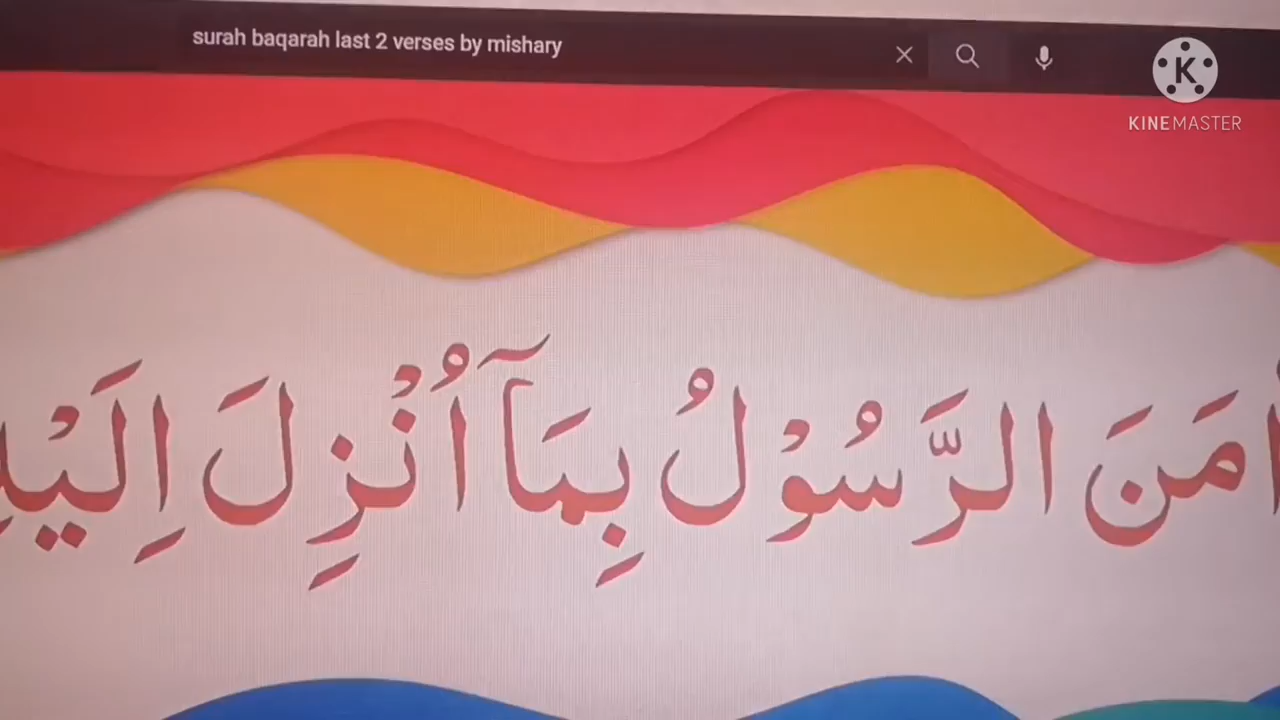 surah baqarah last 2 verses by mishary
KINEMASTER
اٰمَنَ الرَّسُوْلُ بِمَاۤ اُنْزِلَ اِلَيْ